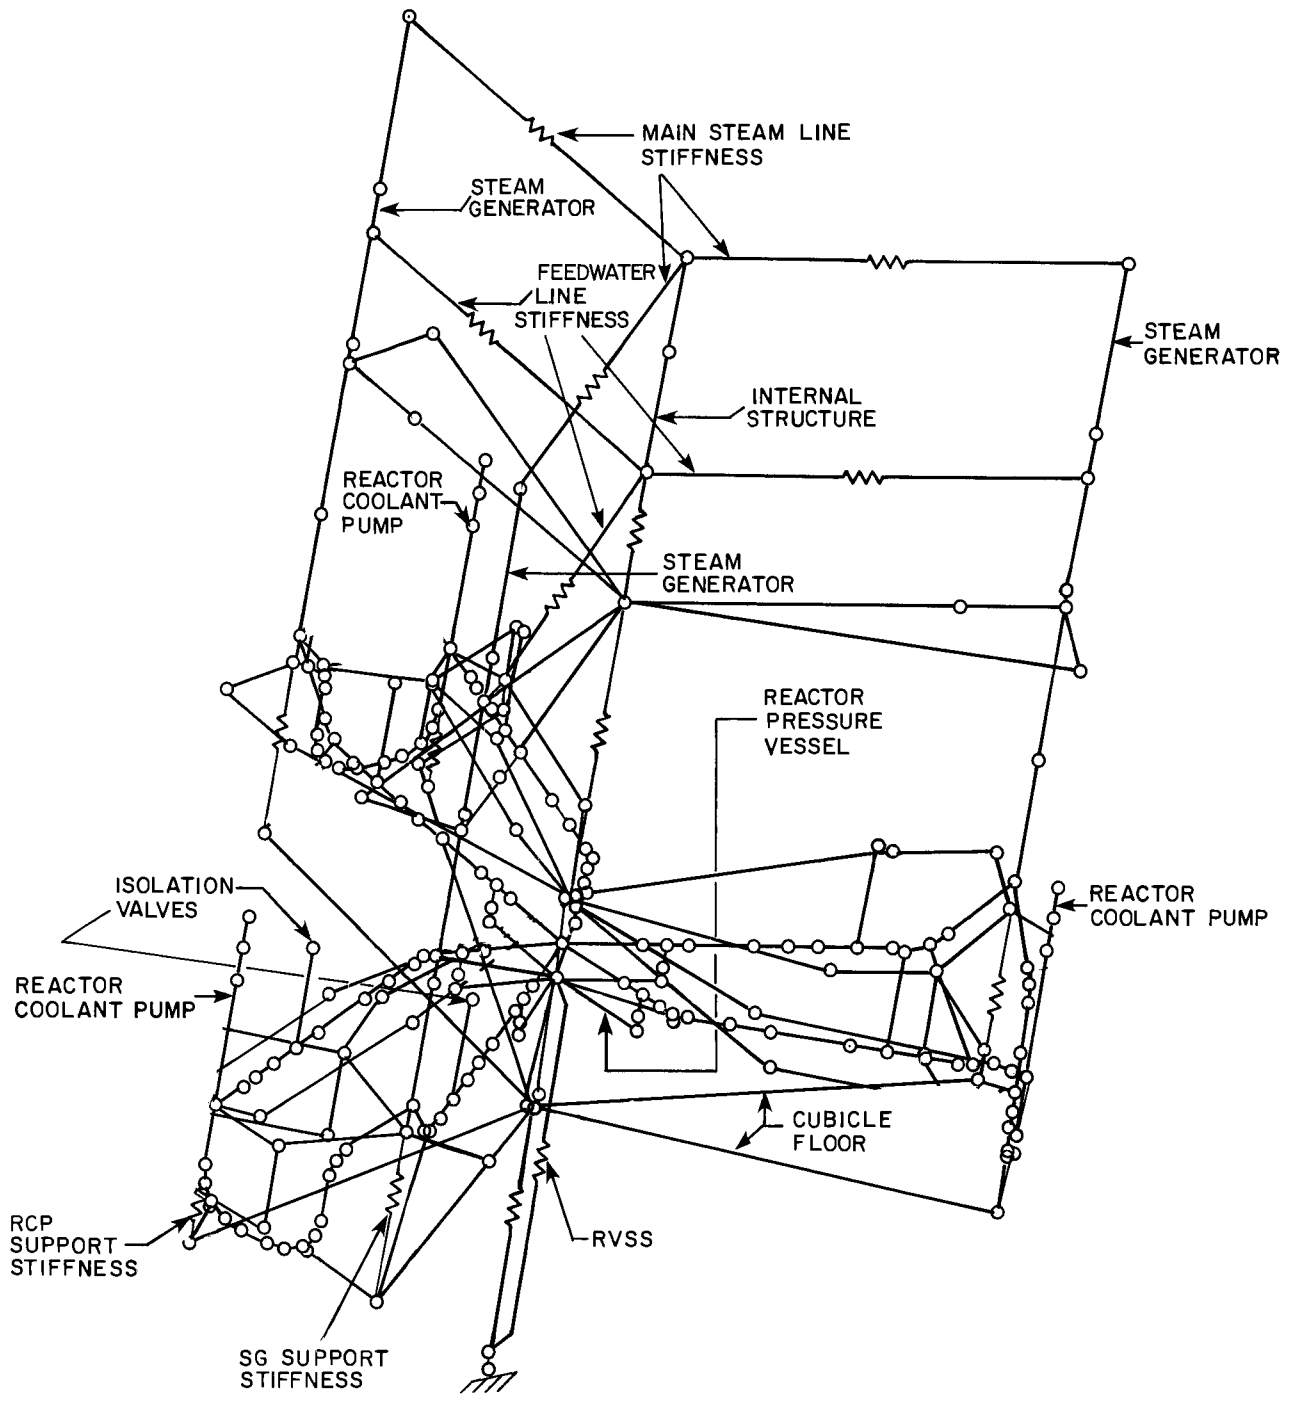 MAIN STEAM LINE
STIFFNESS
STEAM
GENERATOR
FEEDWATER
LINE
STIFFNESS
STEAM
GENERATOR
INTERNAL
STRUCTURE
REACTOR
COOLANT
PUMP
STEAM
GENERATOR
REACTOR
PRESSURE
VESSEL
ISOLATION
VALVES
REACTOR
COOLANT PUMP
REACTOR
COOLANT PUMP
CUBICLE
FLOOR
RCP
SUPPORT
STIFFNESS
RVSS
SG SUPPORT
STIFFNESS